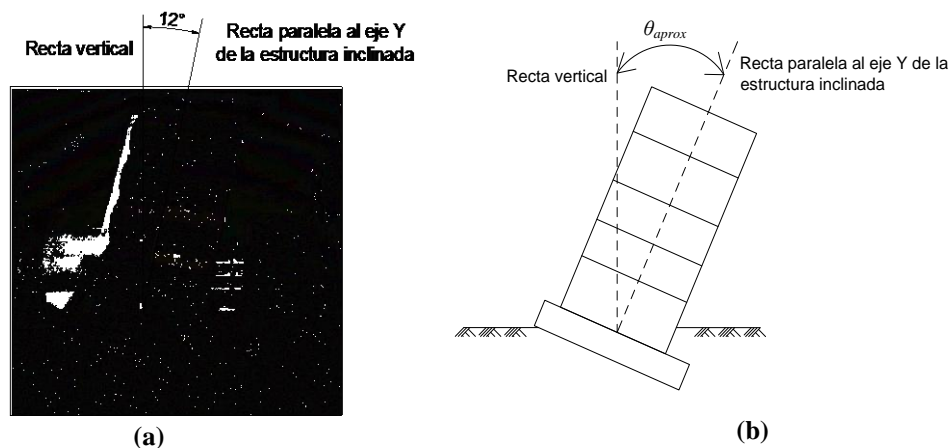 12°
Recta vertical
Recta paralela al eje Y
de la estructura inclinada
(a)
θaprox
Recta vertical
Recta paralela al eje Y de la
estructura inclinada
(b)